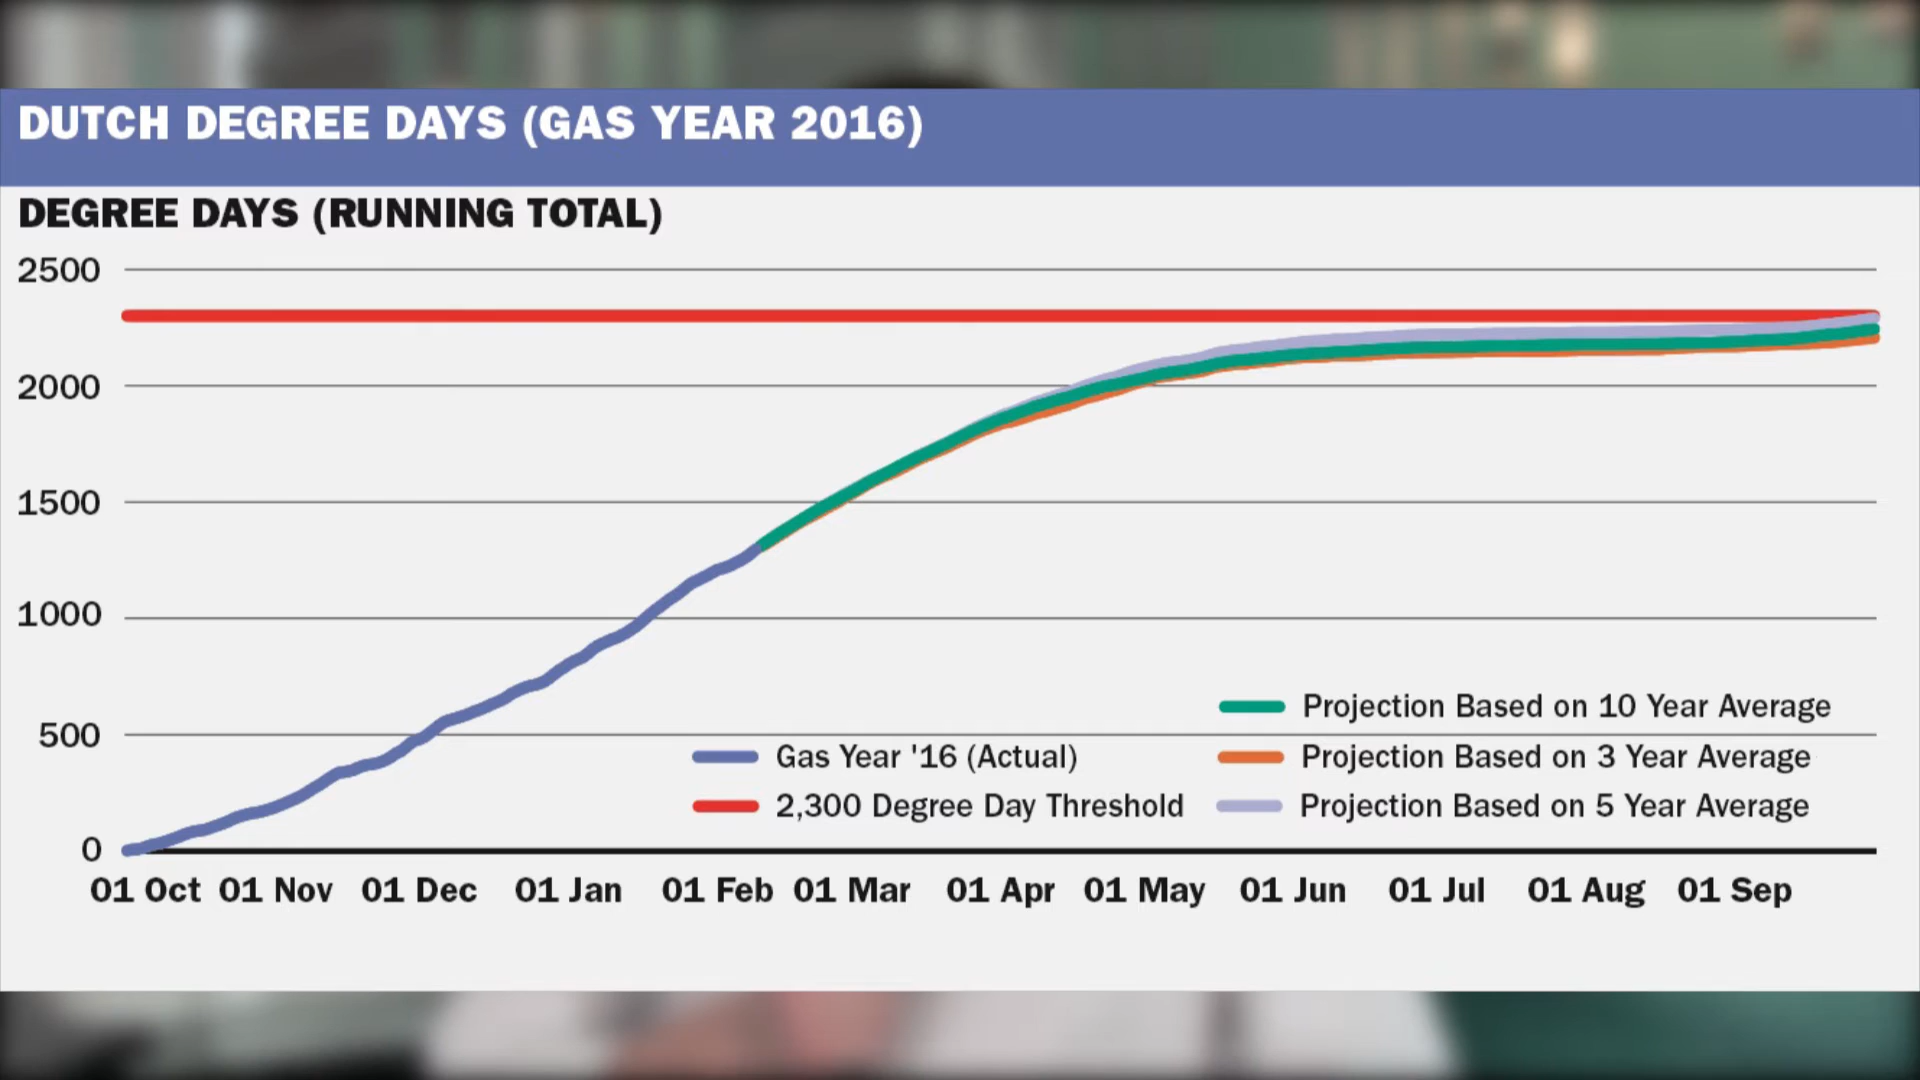 DUTCH DEGREE DAYS (GAS YEAR 2016)
DEGREE DAYS (RUNNING TOTAL)
2500
2000
1500
1000
500
0
Projection Based on 10 Year Average
Gas Year '16 (Actual)
Projection Based on 3 Year Average
2,300 Degree Day Threshold
Projection Based on 5 Year Average
01 Oct 01 Nov 01 Dec 01 Jan 01 Feb 01 Mar 01 Apr 01 May 01 Jun 01 Jul 01 Aug 01 Sep